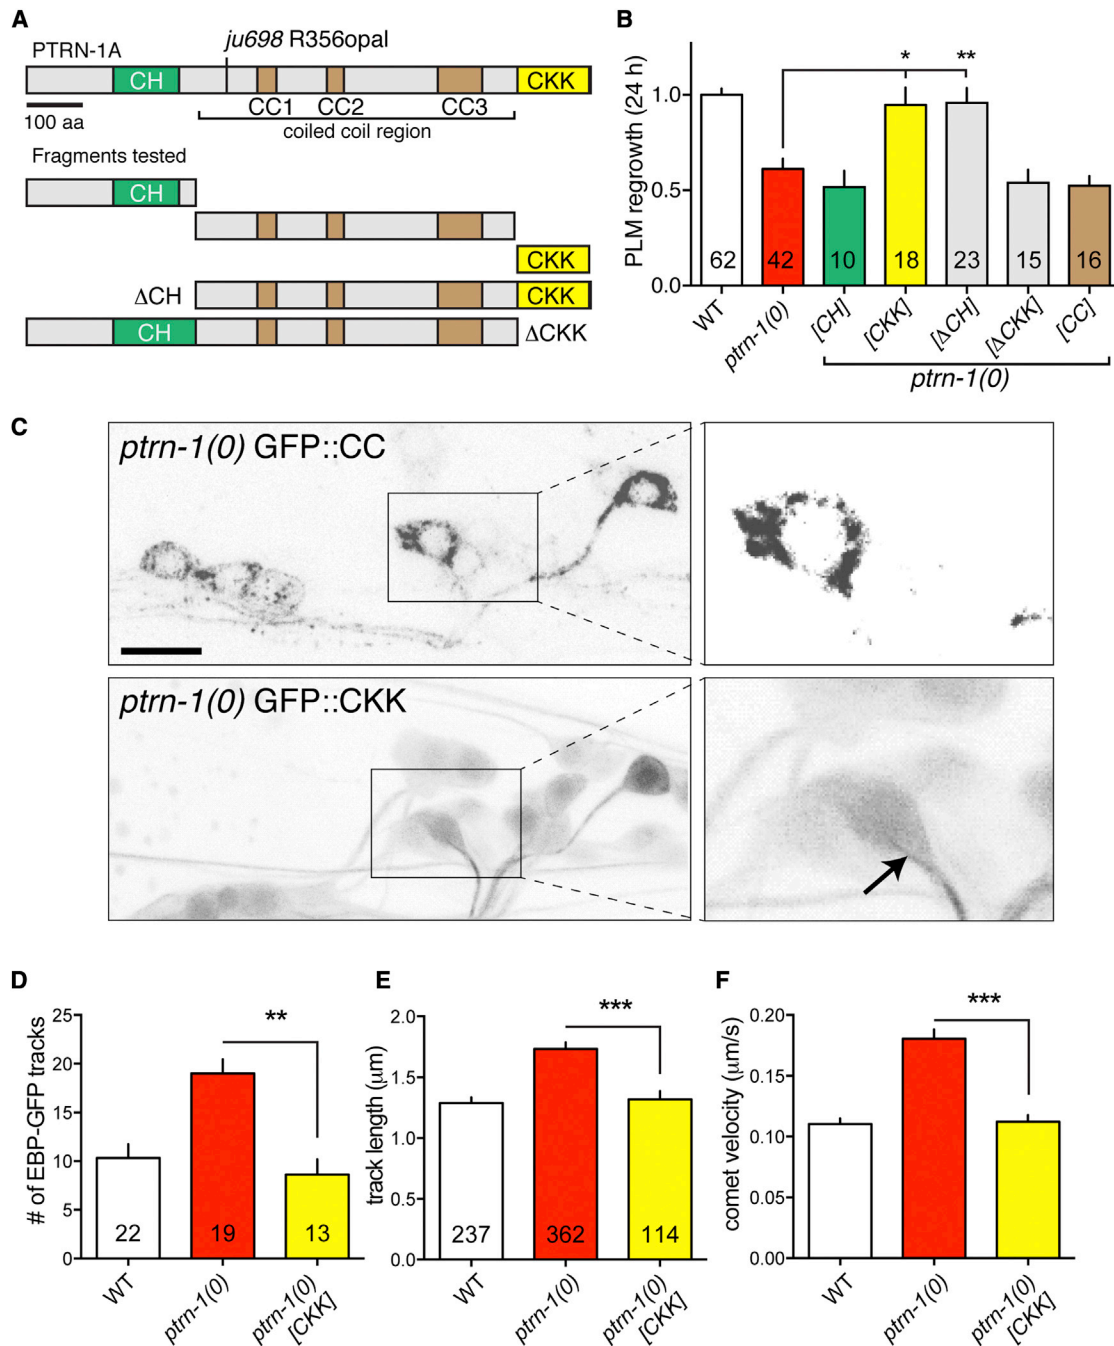 A
PTRN-1A
ju698 R356opal
CH
CKK
100 aa
CC1
CC2
CC3
coiled coil region
Fragments tested
CH
CKK
ΔCH
CKK
CH
ΔCKK
B
PLM regrowth (24 h)
1.0
0.5
0.0
*
**
62
42
10
18
23
15
16
WT
ptrn-1(0)
[CH]
[CKK]
[ΔCH]
[ΔCKK]
[CC]
ptrn-1(0)
C
ptrn-1(0) GFP::CC
ptrn-1(0) GFP::CKK
D
# of EBP-GFP tracks
25
20
15
10
5
0
**
22
19
13
WT
ptrn-1(0)
ptrn-1(0)
[CKK]
E
track length (μm)
2.0
1.5
1.0
0.5
0.0
***
237
362
114
WT
ptrn-1(0)
ptrn-1(0)
[CKK]
F
comet velocity (μm/s)
0.20
0.15
0.10
0.05
0.00
***
WT
ptrn-1(0)
ptrn-1(0)
[CKK]